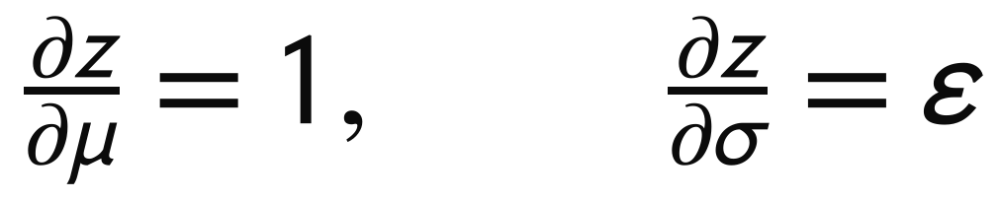 ∂z/∂μ = 1, ∂z/∂σ = ε